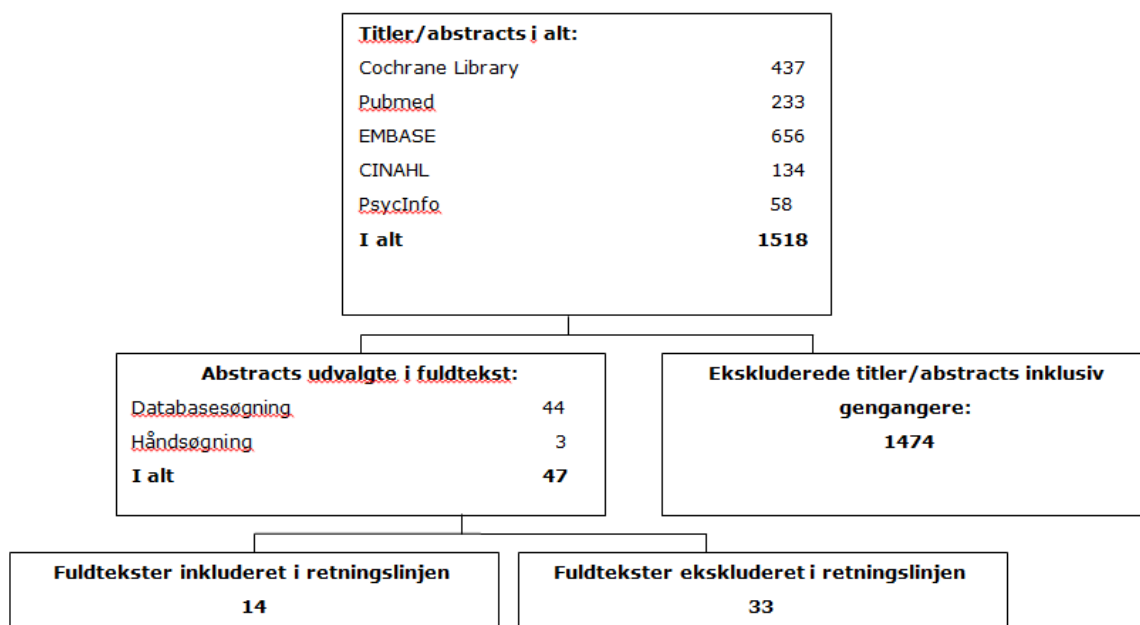 Titler/abstracts i alt:
Cochrane Library 437
Pubmed 233
EMBASE 656
CINAHL 134
PsycInfo 58
I alt 1518
Abstracts udvalgte i fuldtekst:
Databasesøgning 44
Håndsøgning 3
I alt 47
Ekskluderede titler/abstracts inklusiv
gengangere:
1474
Fuldtekster inkluderet i retningslinjen
14
Fuldtekster ekskluderet i retningslinjen
33